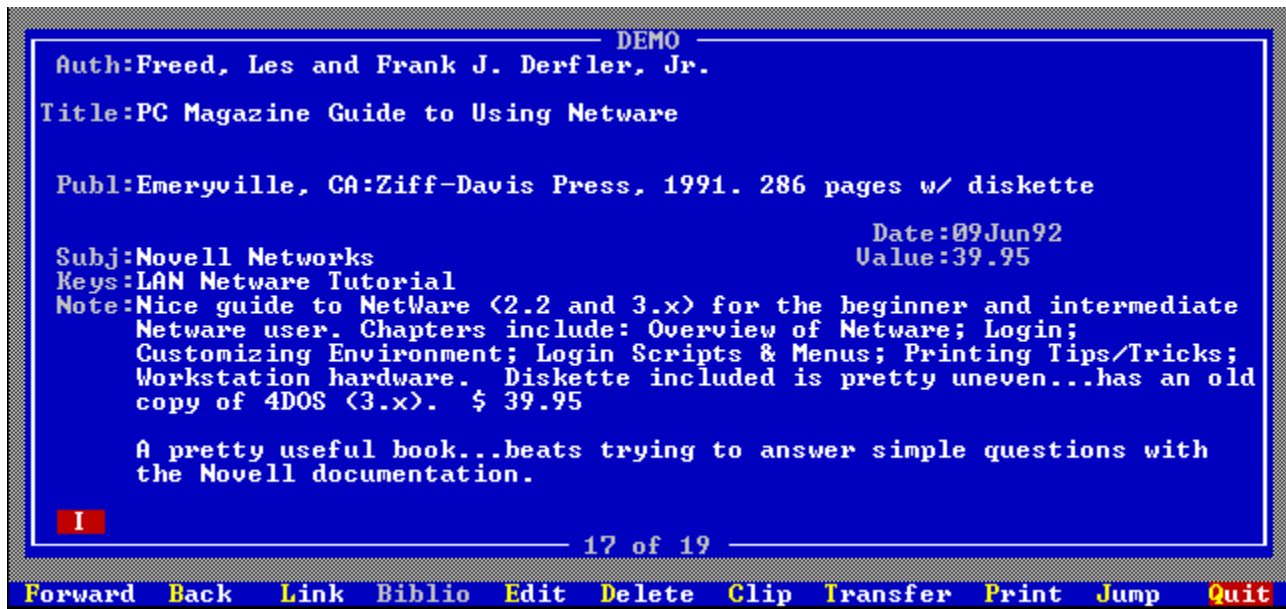 DEMO
Auth:Freed, Les and Frank J. Derfler, Jr.
Title:PC Magazine Guide to Using Netware
Publ:Emeryville, CA:Ziff-Davis Press, 1991. 286 pages w/ diskette
Date:09Jun92
Subj:Novell Networks Value:39.95
Keys:LAN Netware Tutorial
Note:Nice guide to NetWare (2.2 and 3.x) for the beginner and intermediate
Netware user. Chapters include: Overview of Netware; Login;
Customizing Environment; Login Scripts & Menus; Printing Tips/Tricks;
Workstation hardware.  Diskette included is pretty uneven...has an old
copy of 4DOS (3.x).  $ 39.95
A pretty useful book...beats trying to answer simple questions with
the Novell documentation.
I
17 of 19
Forward Back Link Biblio Edit Delete Clip Transfer Print Jump Quit